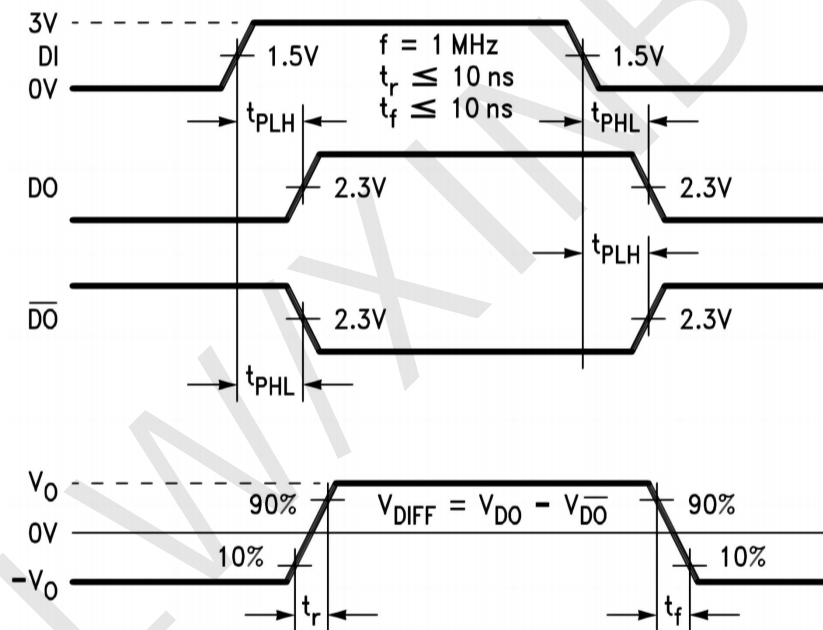 3V
DI 1.5V f = 1 MHz 1.5V
0V tr ≤ 10 ns
tPLH tf ≤ 10 ns tPHL
DO 2.3V 2.3V
tPLH
D̅O̅ 2.3V 2.3V
tPHL
VO
90% VDIFF = VDO - VD̅O̅ 90%
0V
10% 10%
-VO
tr tf